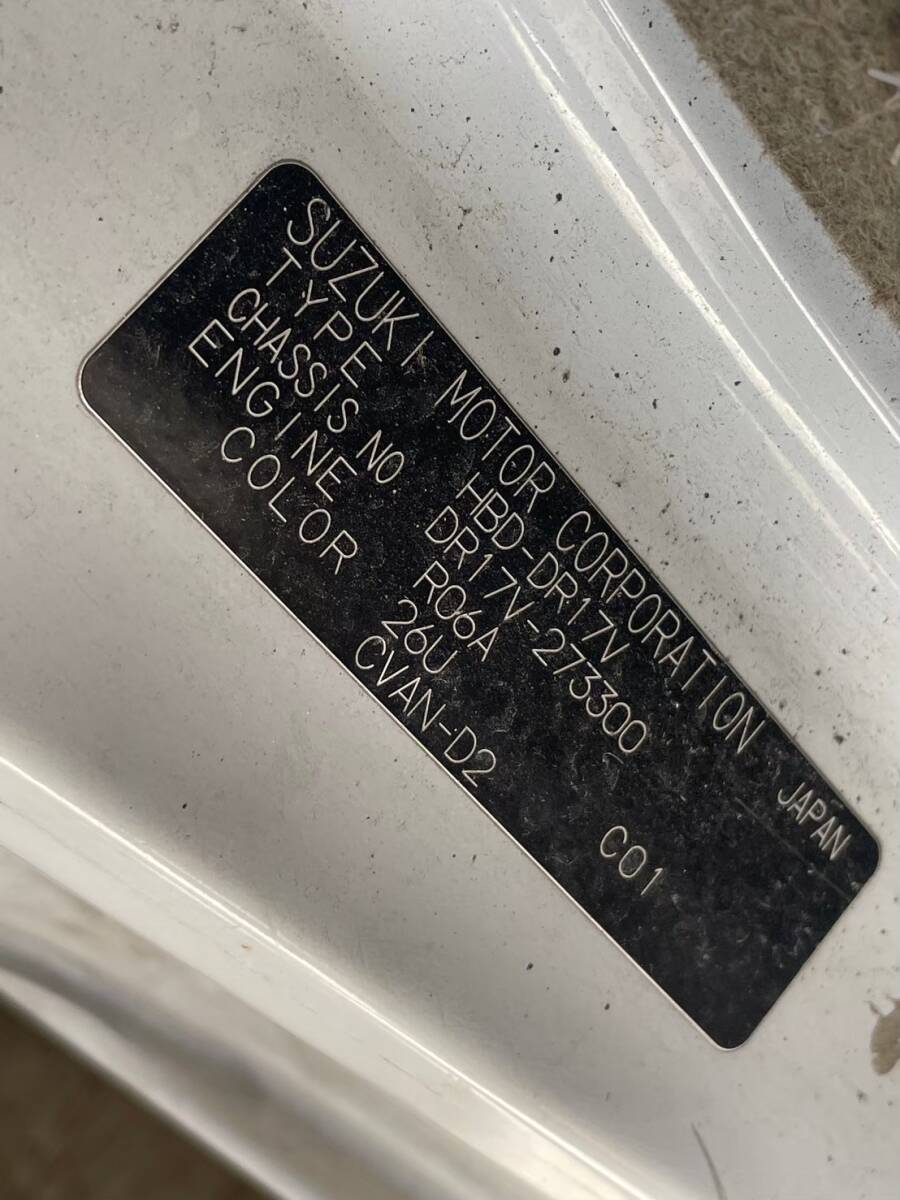 SUZUKI MOTOR CORPORATION JAPAN
TYPE HBD-DR17V
CHASSIS NO DR17V-273300
ENGINE R06A
COLOR 26U C01
CVAN-D2